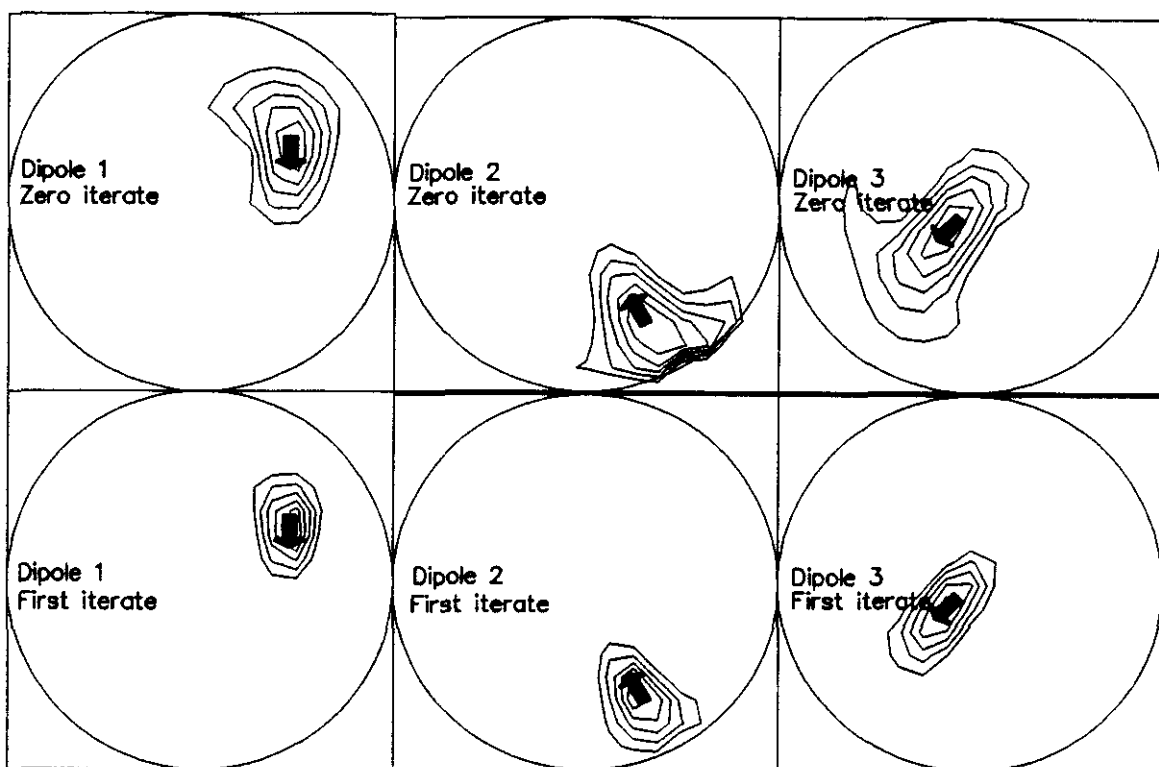 Dipole 1
Zero iterate
Dipole 2
Zero iterate
Dipole 3
Zero iterate
Dipole 1
First iterate
Dipole 2
First iterate
Dipole 3
First iterate